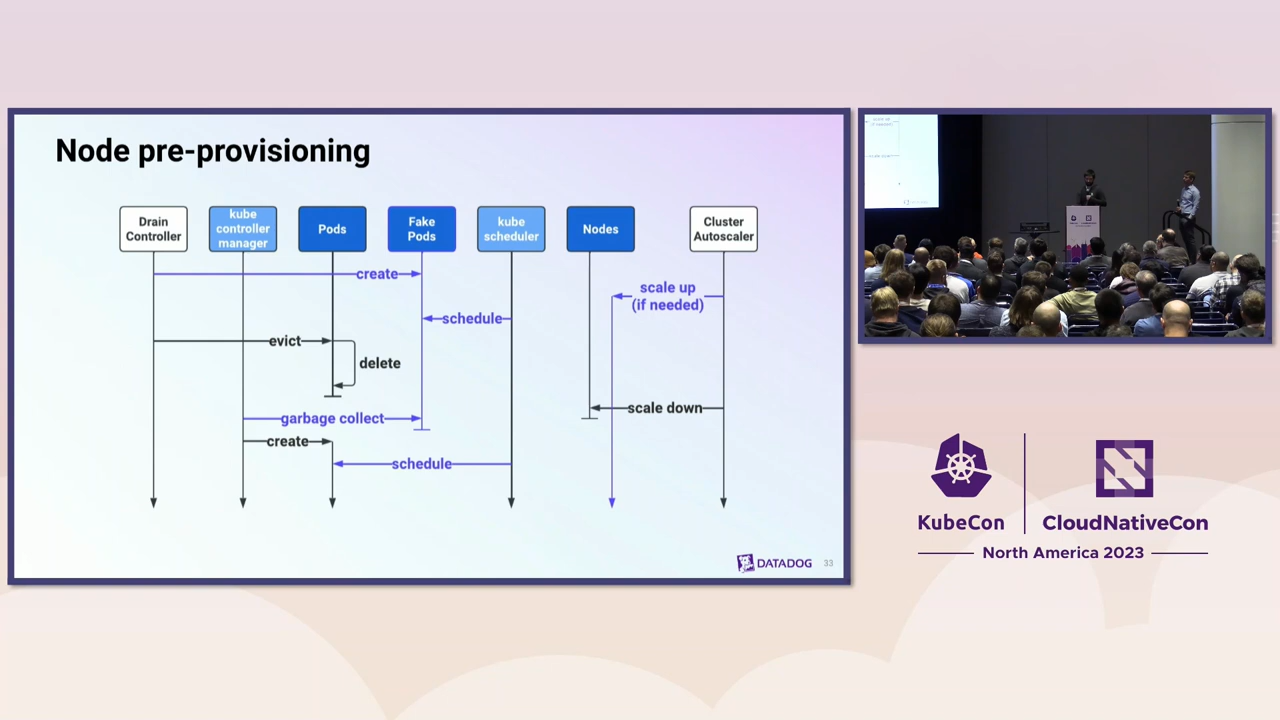 Node pre-provisioning
Drain
Controller
kube
controller
manager
Pods
Fake
Pods
kube
scheduler
Nodes
Cluster
Autoscaler
create
scale up
(if needed)
schedule
evict
delete
scale down
garbage collect
create
schedule
DATADOG
33
KubeCon
CloudNativeCon
North America 2023